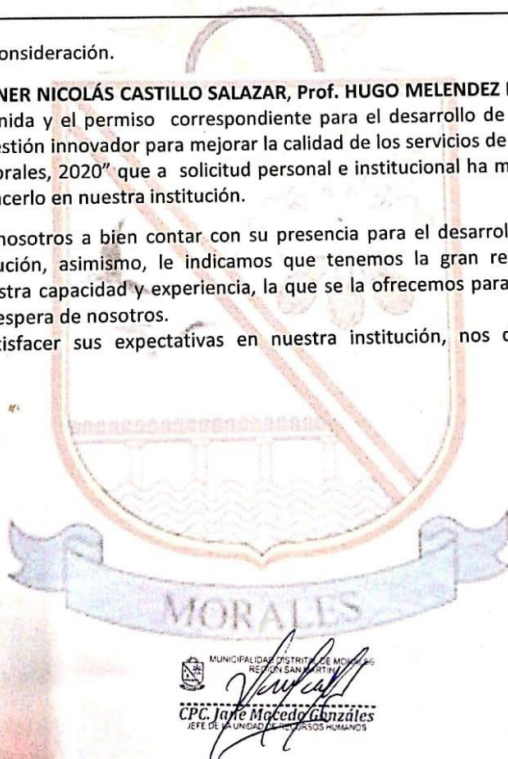 onsideración.
NER NICOLÁS CASTILLO SALAZAR, Prof. HUGO MELENDEZ
nida y el permiso correspondiente para el desarrollo de
estión innovador para mejorar la calidad de los servicios de
orales, 2020" que a solicitud personal e institucional ha m
cerlo en nuestra institución.
nosotros a bien contar con su presencia para el desarrol
ución, asimismo, le indicamos que tenemos la gran re
stra capacidad y experiencia, la que se la ofrecemos para
espera de nosotros.
tisfacer sus expectativas en nuestra institución, nos
MORALES
MUNICIPALIDAD DISTRITAL DE MORALES
REGION SAN MARTIN
CPC. Jane Macedo Gonzáles
JEFE DE LA UNIDAD DE RECURSOS HUMANOS